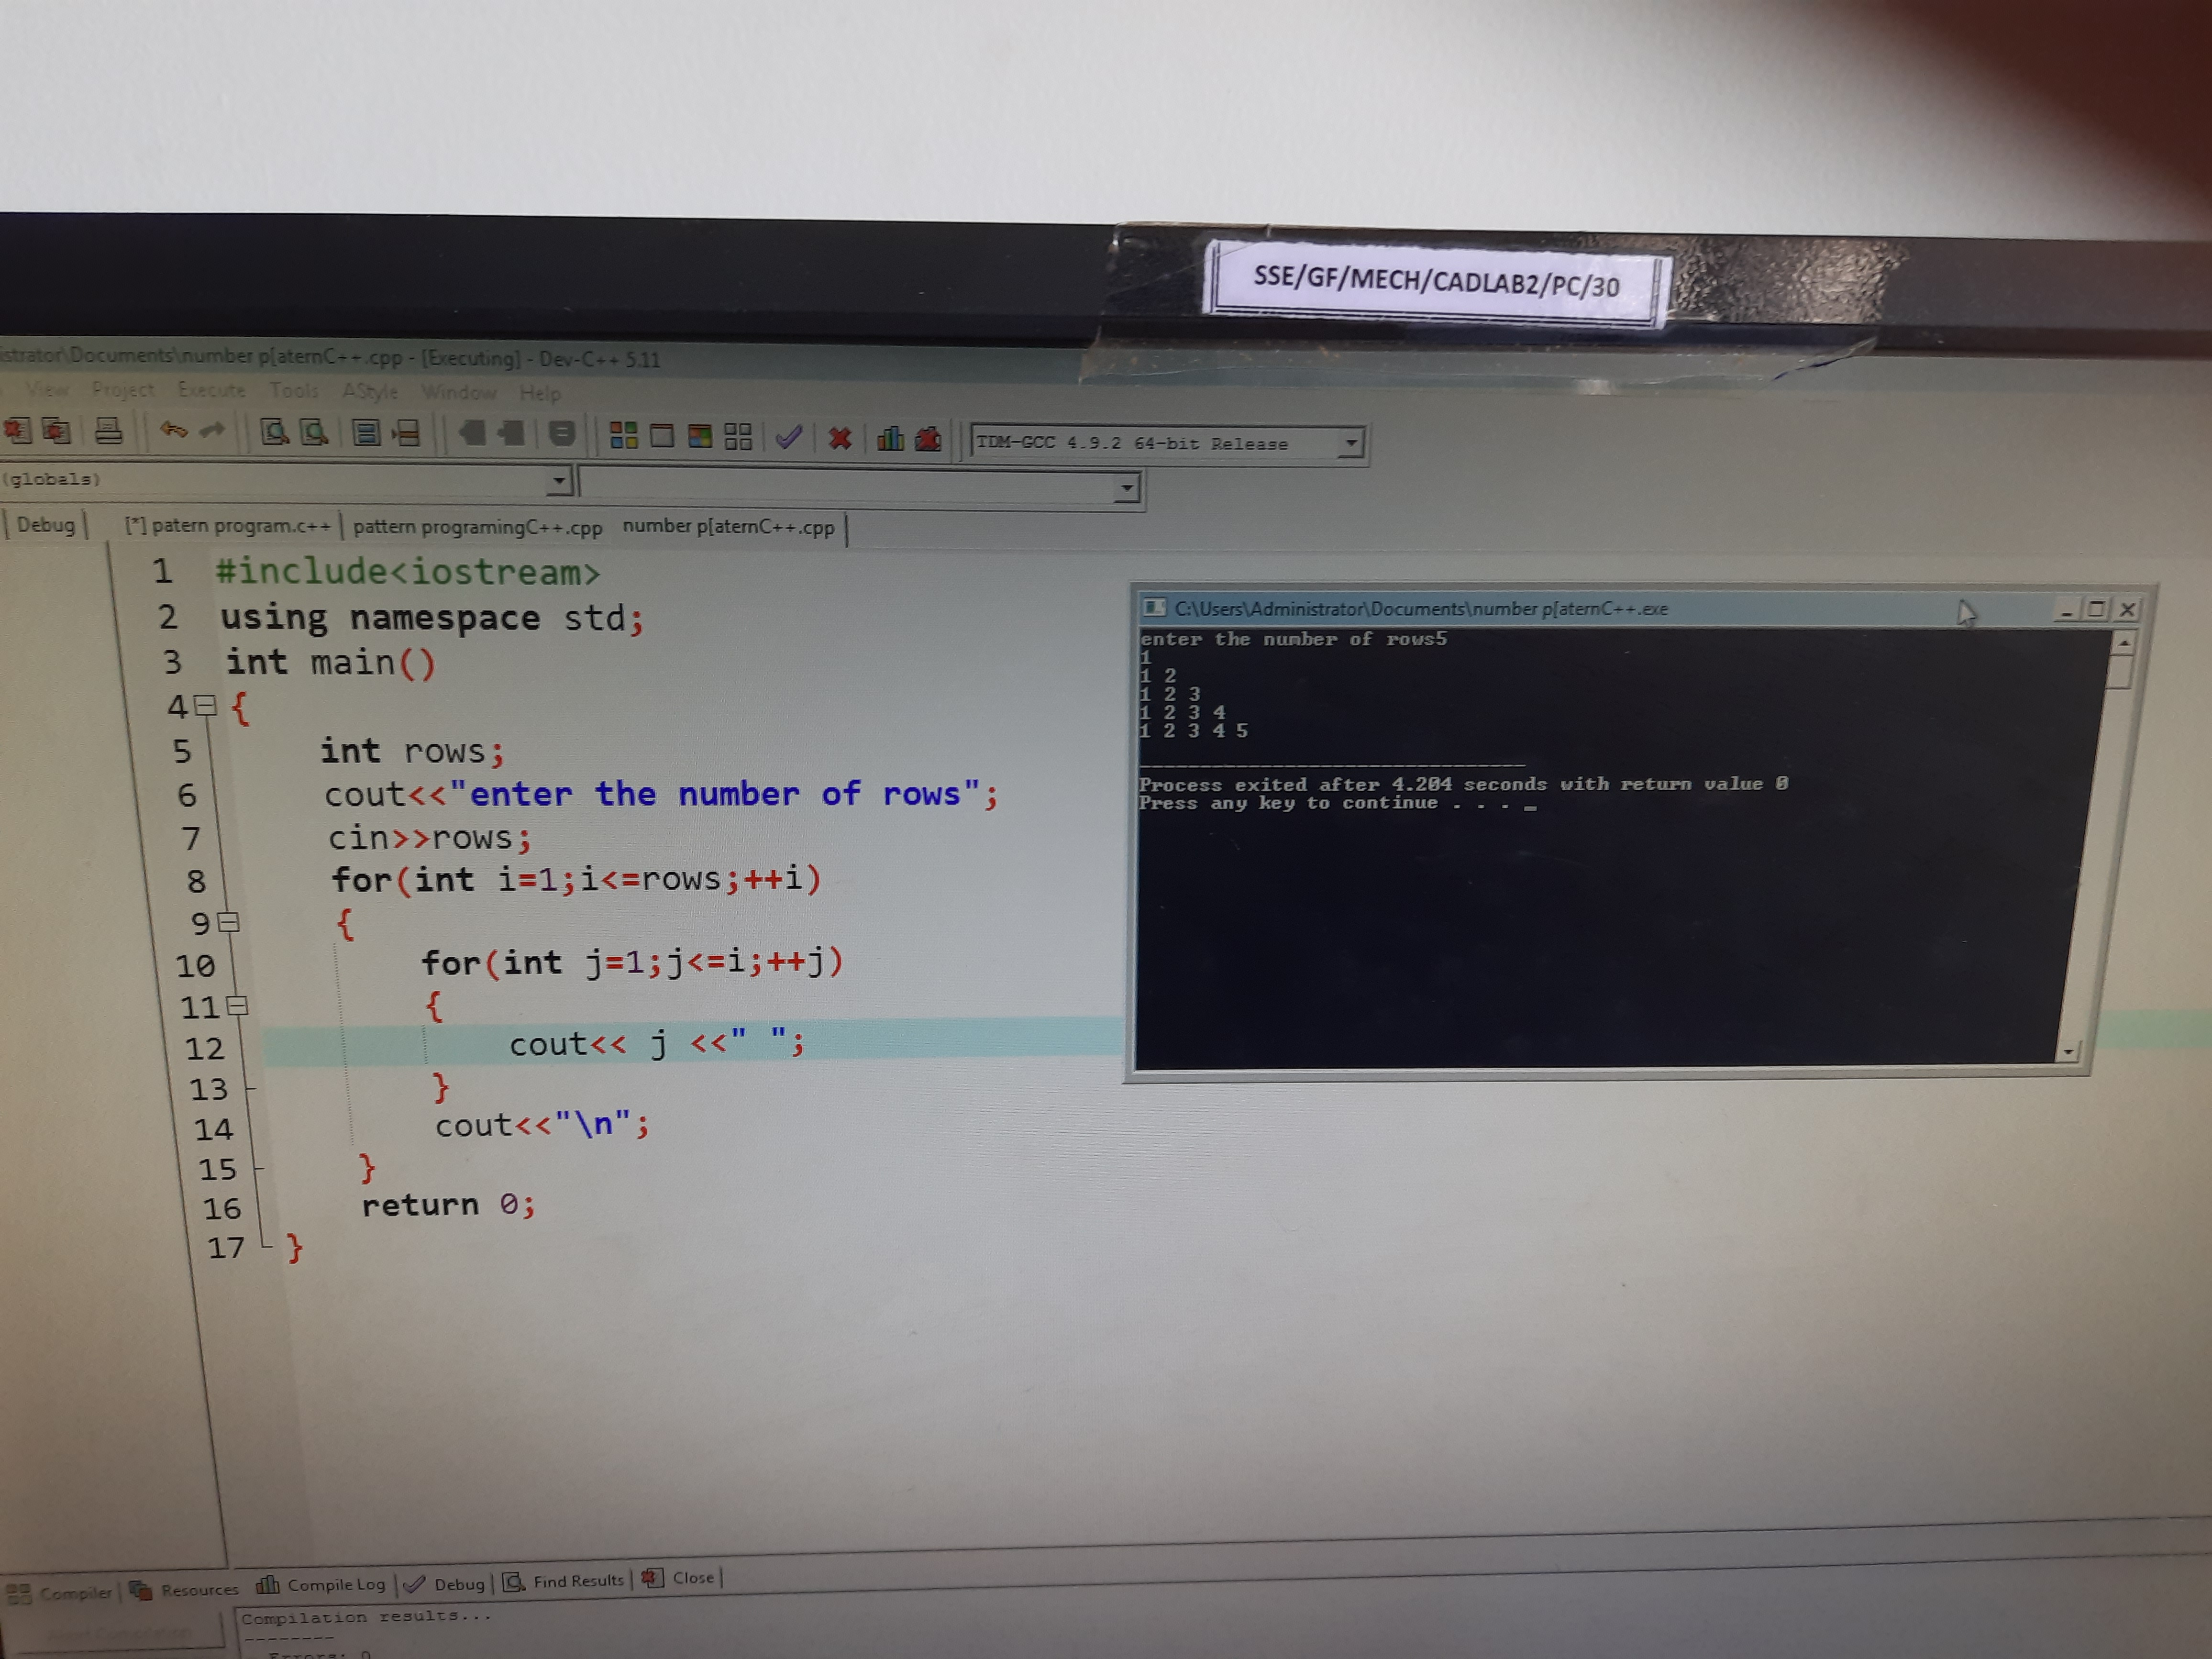 SSE/GF/MECH/CADLAB2/PC/30
istrator\Documents\number p[aternC++.cpp - [Executing] - Dev-C++ 5.11
View Project Execute Tools AStyle Window Help
TDM-GCC 4.9.2 64-bit Release
(globals)
Debug [*] patern program.c++ pattern programingC++.cpp number p[aternC++.cpp
1 #include<iostream>
2 using namespace std;
3 int main()
4 {
5 int rows;
6 cout<<"enter the number of rows";
7 cin>>rows;
8 for(int i=1;i<=rows;++i)
9 {
10 for(int j=1;j<=i;++j)
11 {
12 cout<< j <<" ";
13 }
14 cout<<"\n";
15 }
16 return 0;
17 }
C:\Users\Administrator\Documents\number p[aternC++.exe
enter the number of rows5
1
1 2
1 2 3
1 2 3 4
1 2 3 4 5
--------------------------------
Process exited after 4.204 seconds with return value 0
Press any key to continue . . . _
Compiler Resources Compile Log Debug Find Results Close
Compilation results...
--------
Errors: 0